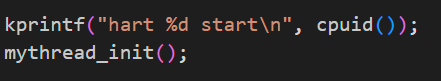 kprintf("hart %d start\n", cpuid());
mythread_init();